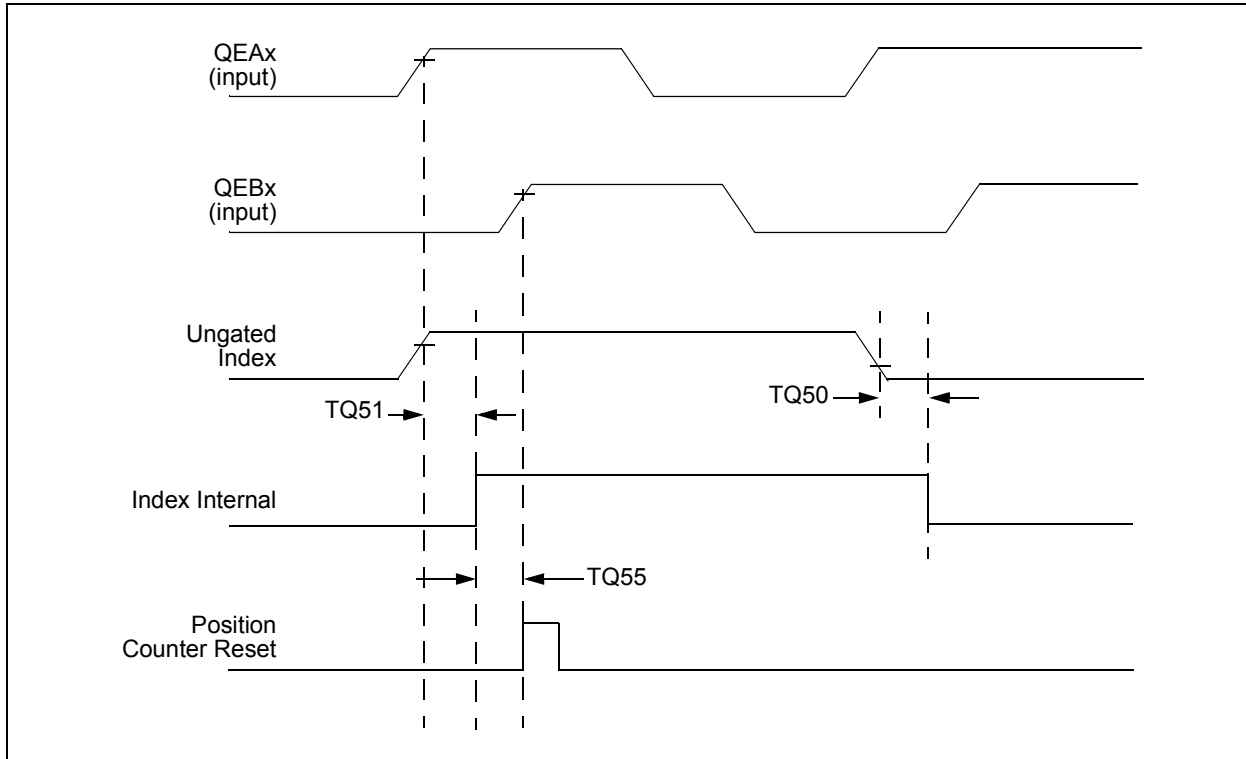 QEAx
(input)
QEBx
(input)
Ungated
Index
TQ51
TQ50
Index Internal
TQ55
Position
Counter Reset